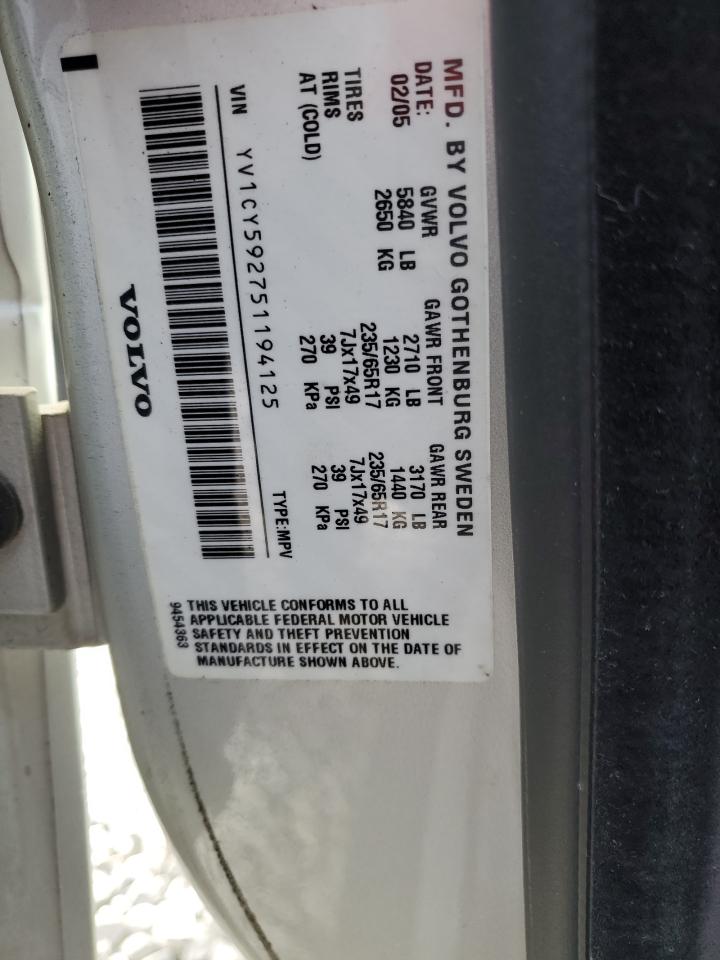 MFD. BY VOLVO GOTHENBURG SWEDEN
DATE: GVWR GAWR FRONT GAWR REAR
02/05 5840 LB 2710 LB 3170 LB
2650 KG 1230 KG 1440 KG
TIRES 235/65R17 235/65R17
RIMS 7Jx17x49 7Jx17x49
AT (COLD) 39 PSI 39 PSI
270 KPa 270 KPa
VIN YV1CY592751194125 TYPE:MPV
VOLVO
THIS VEHICLE CONFORMS TO ALL
APPLICABLE FEDERAL MOTOR VEHICLE
SAFETY AND THEFT PREVENTION
STANDARDS IN EFFECT ON THE DATE OF
MANUFACTURE SHOWN ABOVE.
9454363